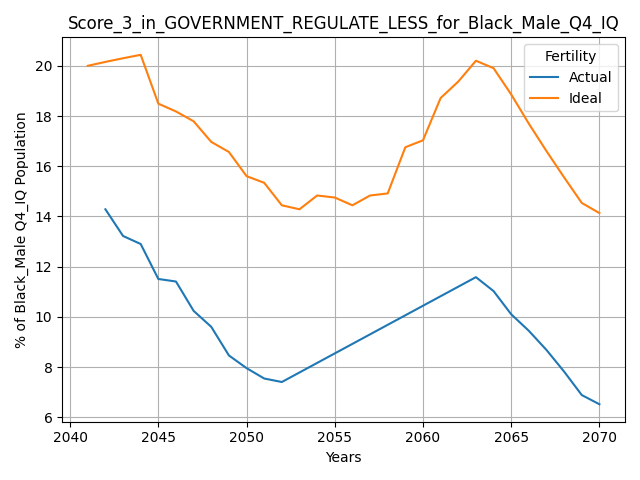 Score_3_in_GOVERNMENT_REGULATE_LESS_for_Black_Male_Q4_IQ
Fertility
Actual
Ideal
% of Black_Male Q4_IQ Population
20
18
16
14
12
10
8
6
2040 2045 2050 2055 2060 2065 2070
Years